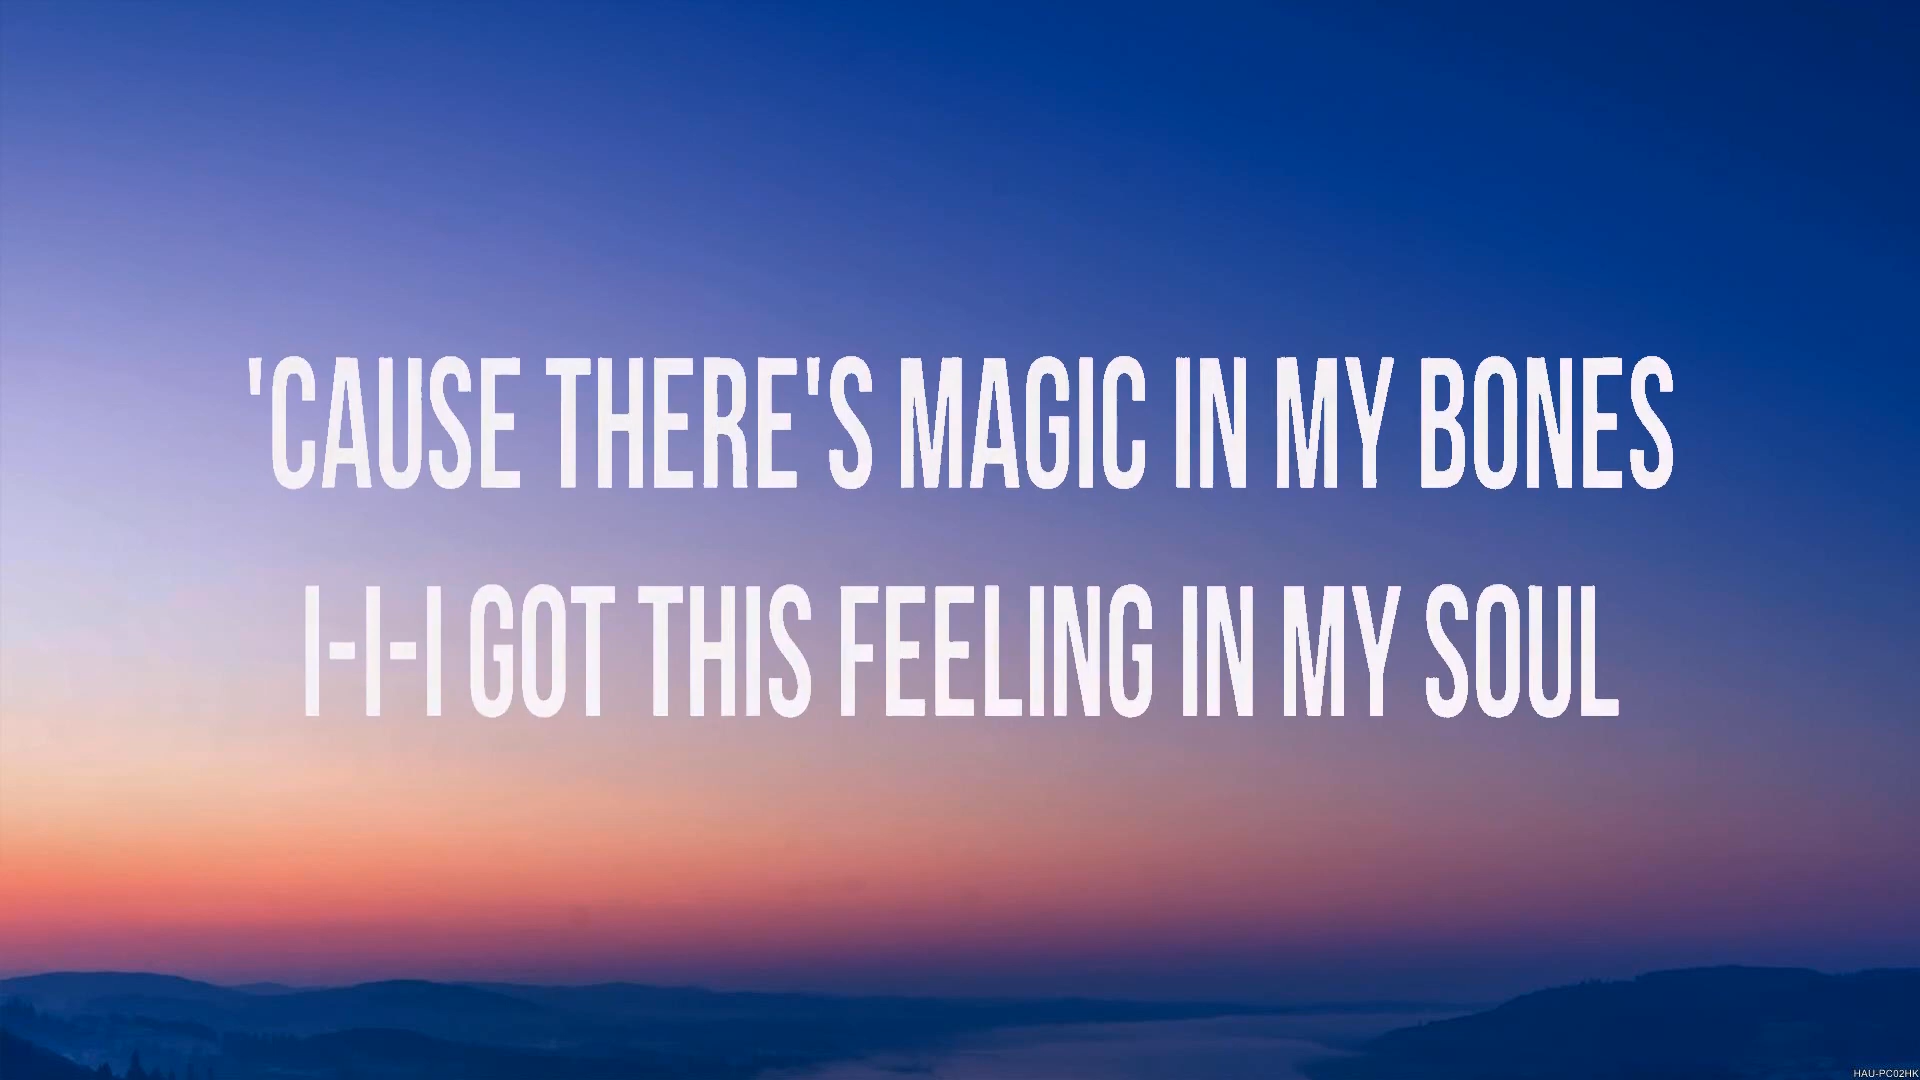 'CAUSE THERE'S MAGIC IN MY BONES
I-I-I GOT THIS FEELING IN MY SOUL
HAU-PC02HK